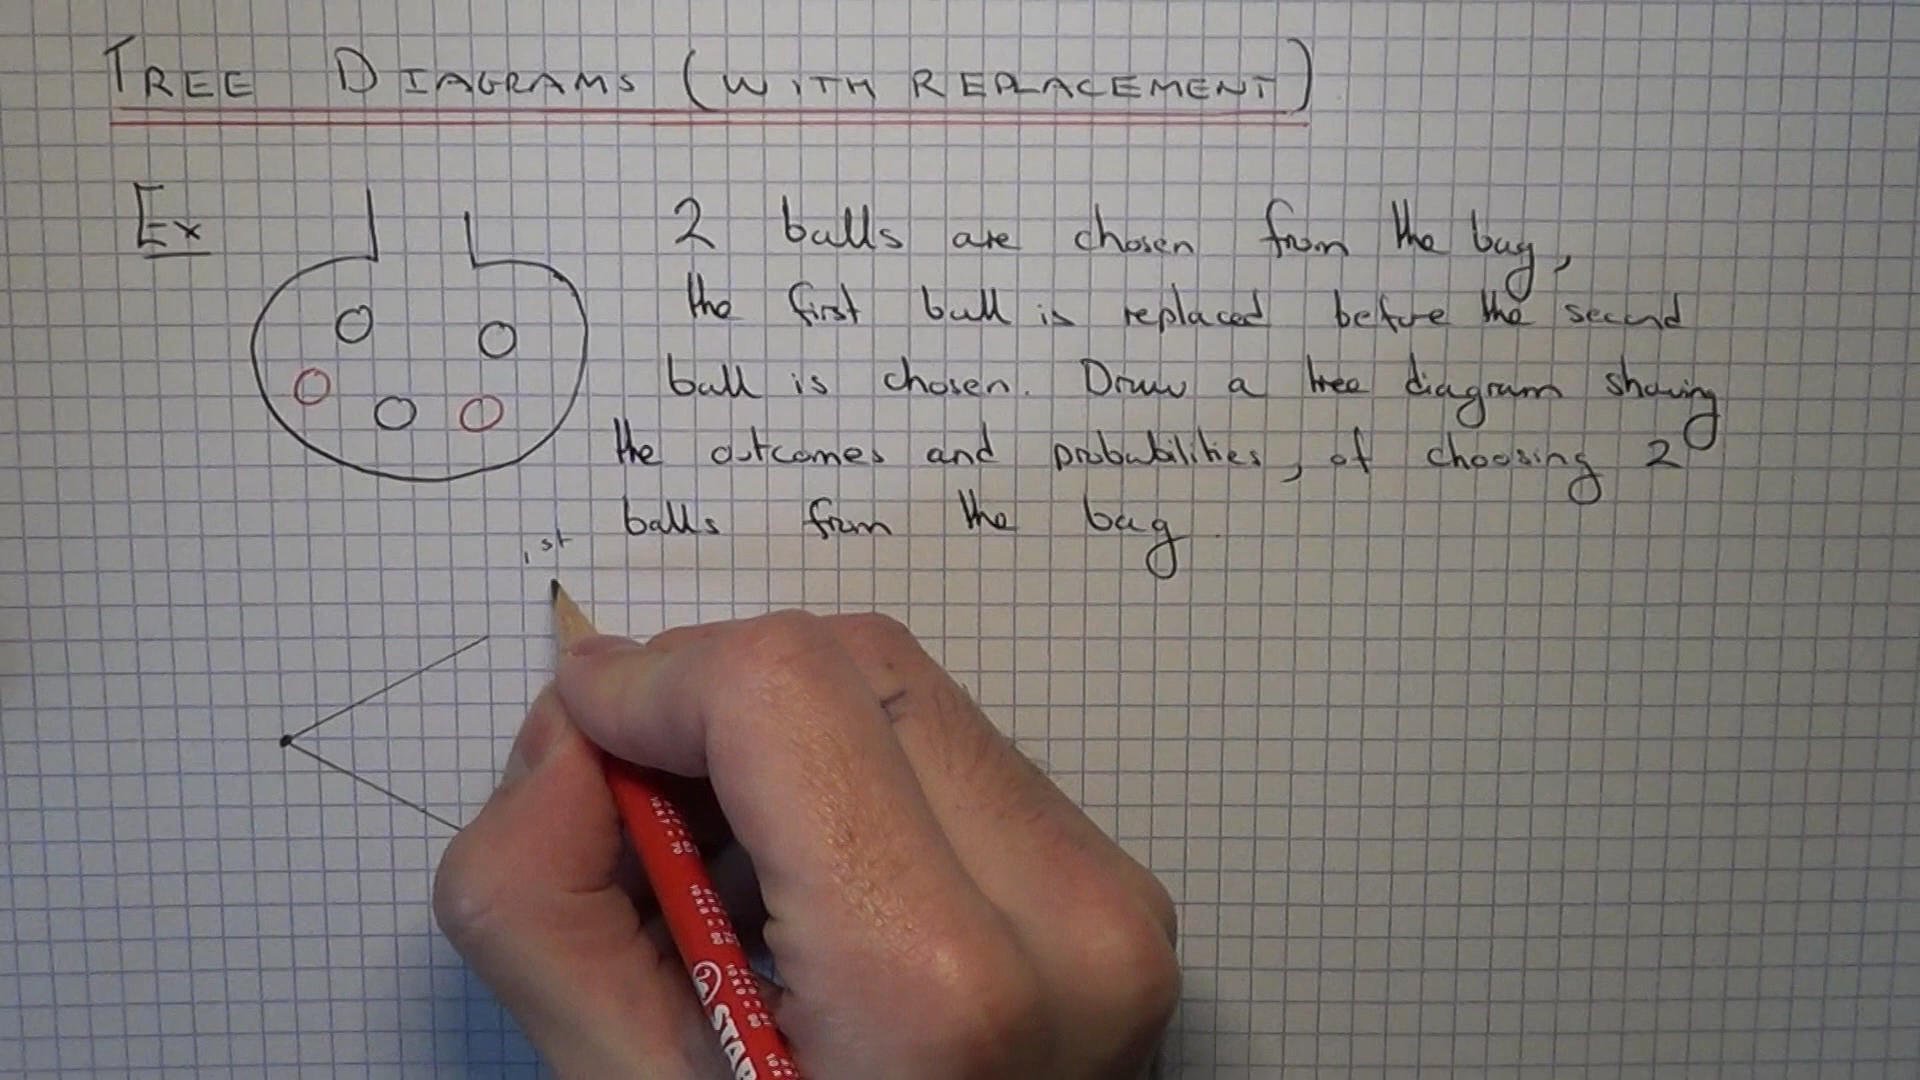 TREE DIAGRAMS (WITH REPLACEMENT)
Ex
2 balls are chosen from the bag,
the first ball is replaced before the second
ball is chosen. Draw a tree diagram showing
the outcomes and probabilities, of choosing 2
balls from the bag.
1st
STAB